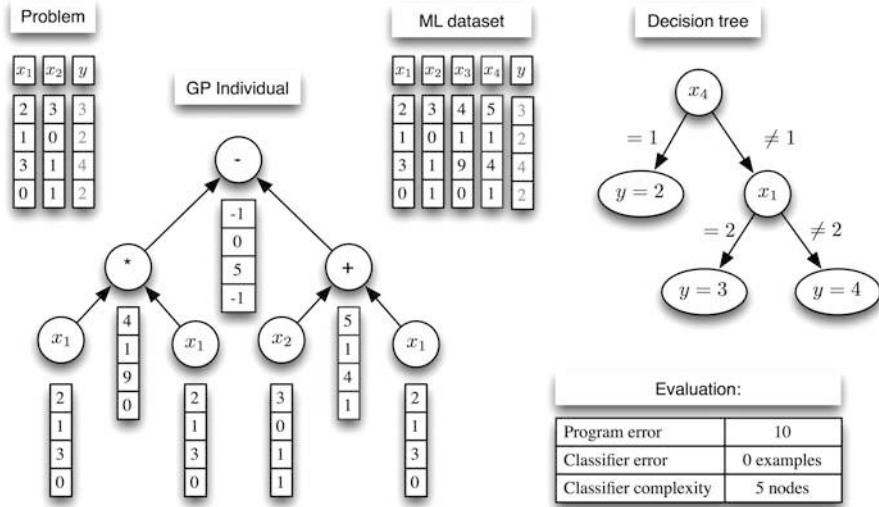 Problem
x₁ x₂ y
2 3 3
1 0 2
3 1 4
0 1 2
GP Individual
-
-1
0
5
-1
*
4
1
9
0
+
5
1
4
1
x₁
2
1
3
0
x₁
2
1
3
0
x₂
3
0
1
1
x₁
2
1
3
0
ML dataset
x₁ x₂ x₃ x₄ y
2 3 4 5 3
1 0 1 1 2
3 1 9 4 4
0 1 0 1 2
Decision tree
x₄
= 1 ≠ 1
y = 2 x₁
= 2 ≠ 2
y = 3 y = 4
Evaluation:
Program error 10
Classifier error 0 examples
Classifier complexity 5 nodes